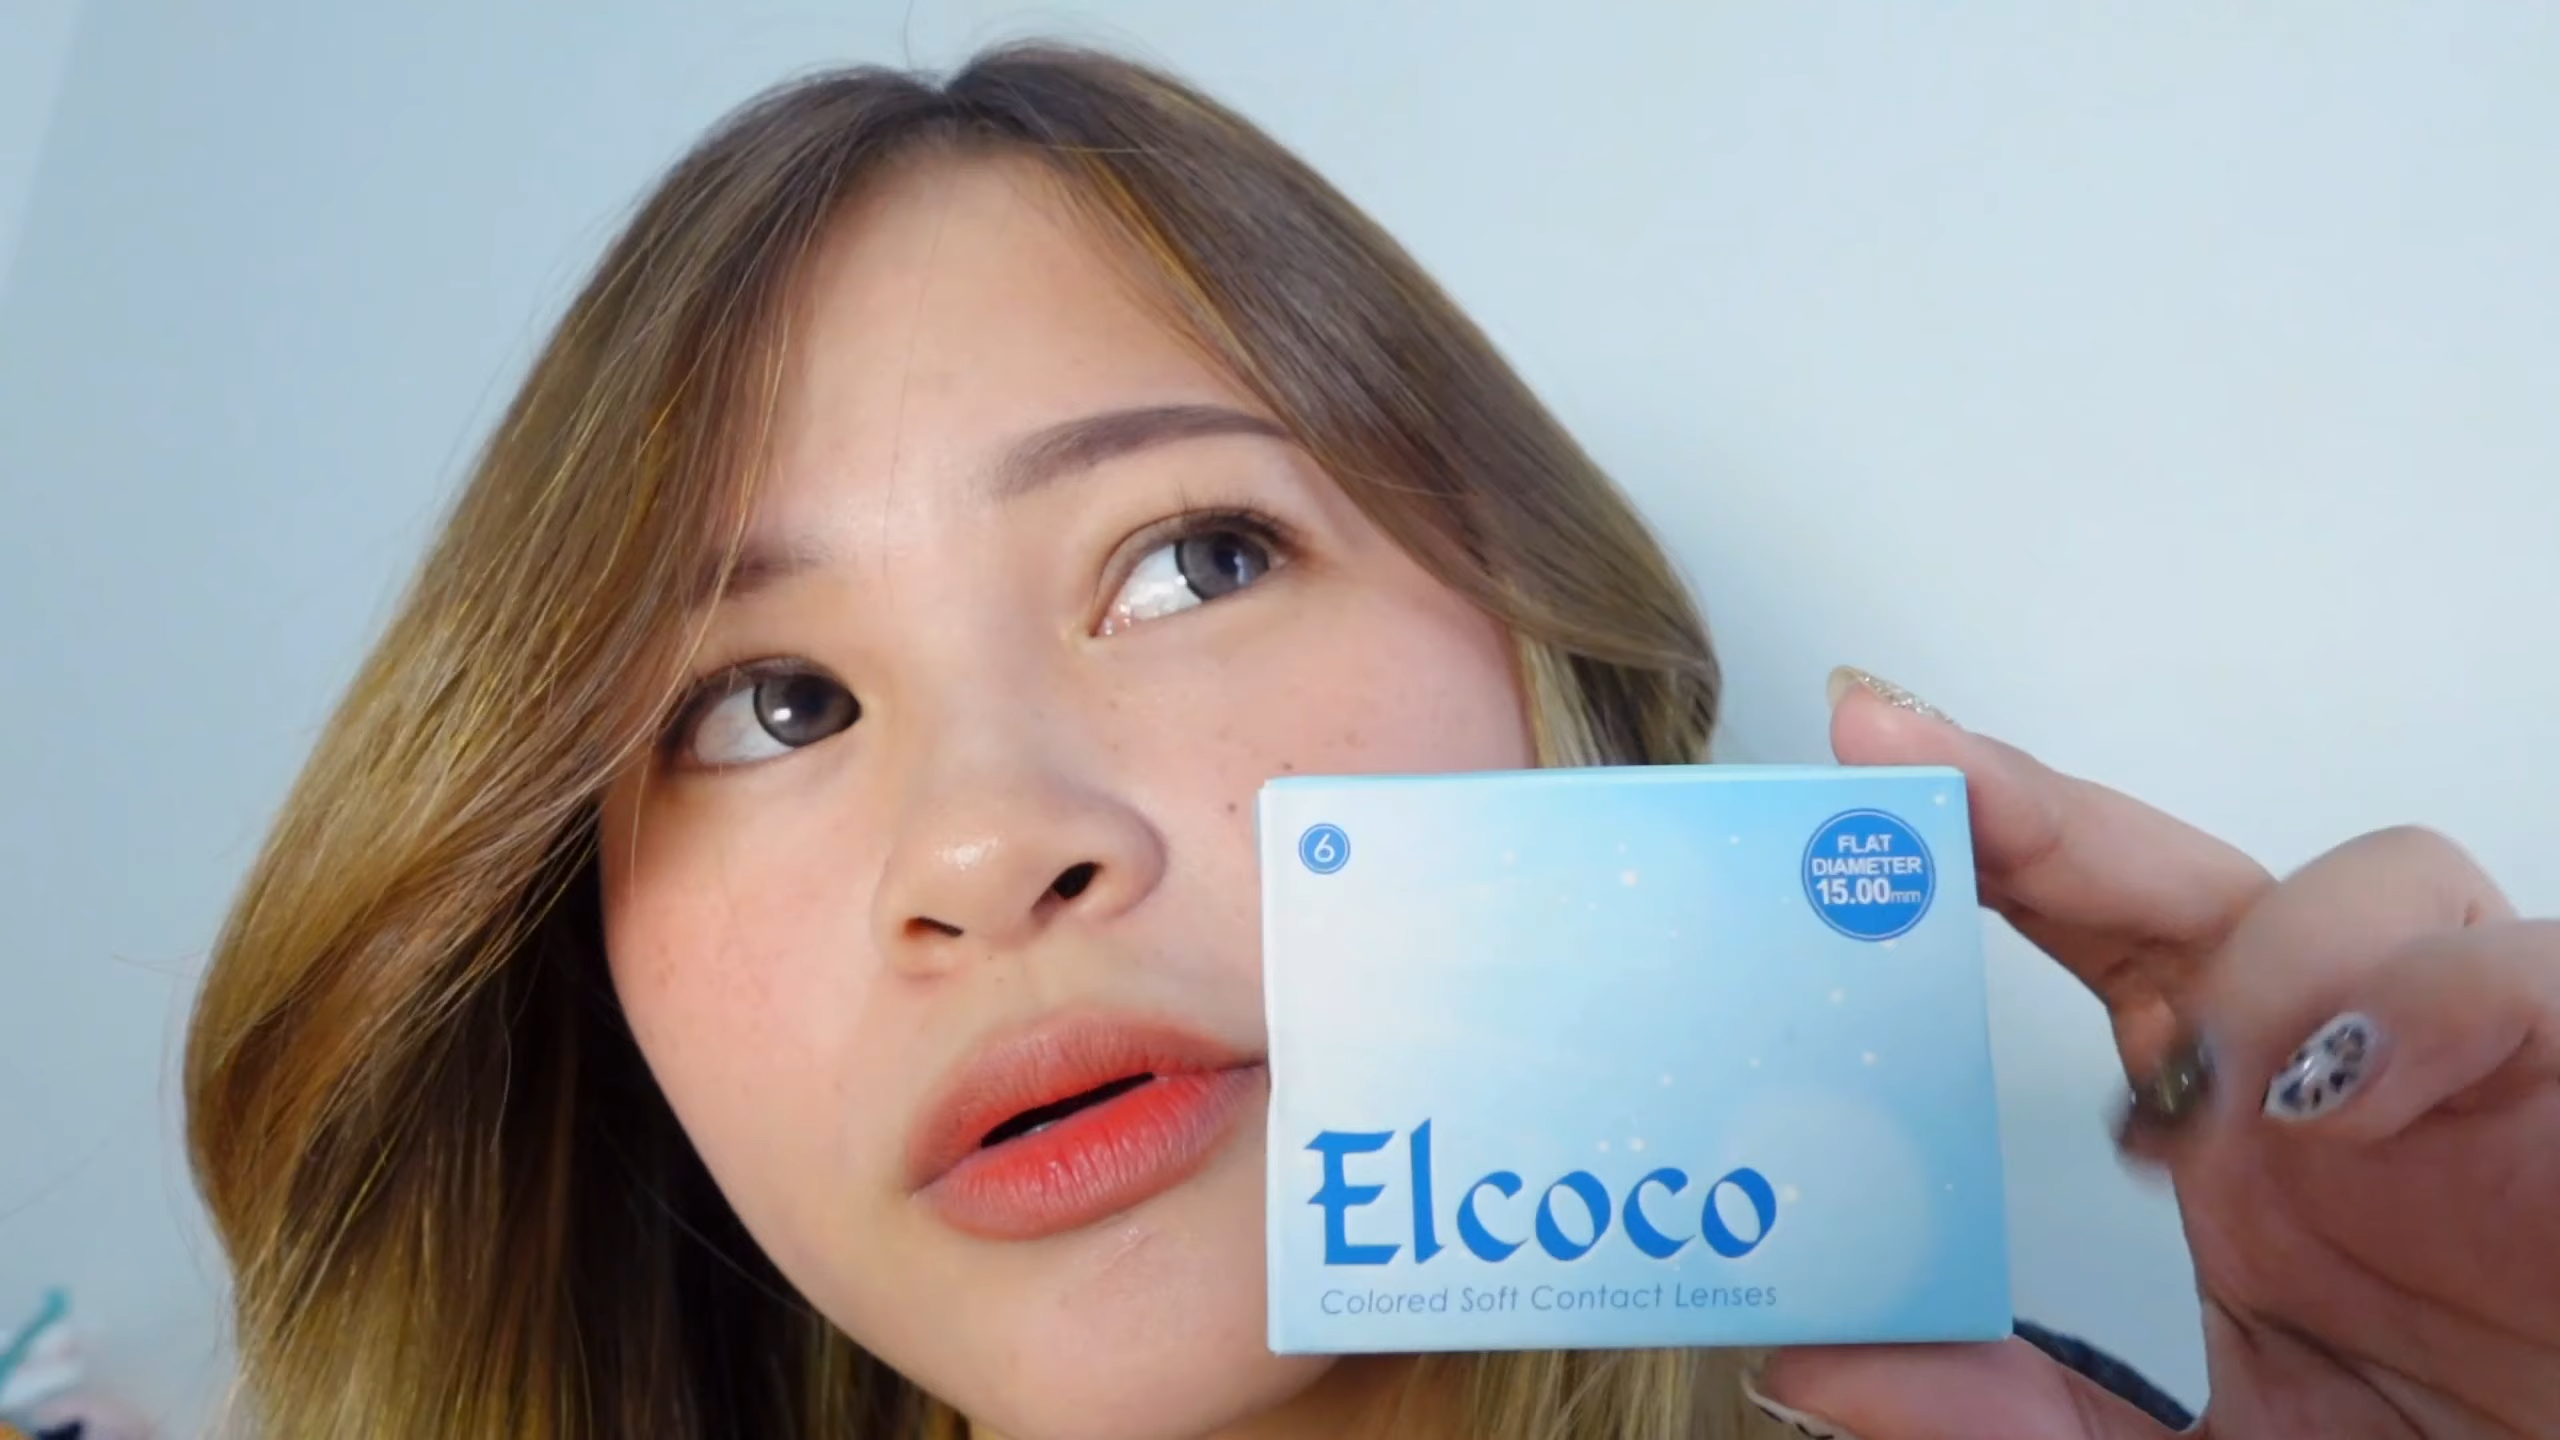 6
FLAT
DIAMETER
15.00mm
Elcoco
Colored Soft Contact Lenses